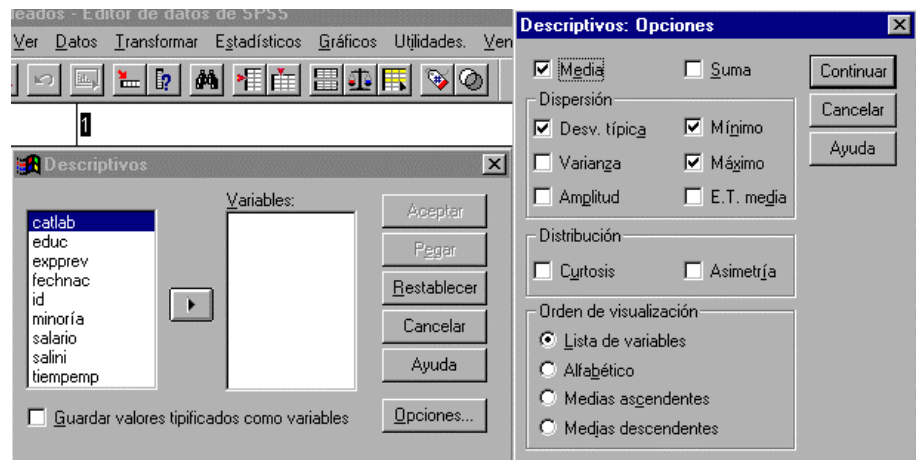 leados - Editor de datos de SPSS
Ver Datos Transformar Estadísticos Gráficos Utilidades. Ven
1
Descriptivos
catlab
educ
expprev
fechnac
id
minoría
salario
salini
tiempemp
Variables:
Aceptar
Pegar
Restablecer
Cancelar
Ayuda
Guardar valores tipificados como variables
Opciones...
Descriptivos: Opciones
Media
Suma
Continuar
Cancelar
Ayuda
Dispersión
Desv. típica
Mínimo
Varianza
Máximo
Amplitud
E.T. media
Distribución
Curtosis
Asimetría
Orden de visualización
Lista de variables
Alfabético
Medias ascendentes
Medias descendentes